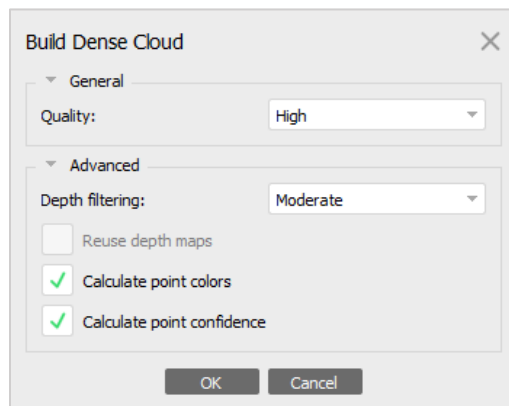 Build Dense Cloud
General
Quality: High
Advanced
Depth filtering: Moderate
Reuse depth maps
Calculate point colors
Calculate point confidence
OK Cancel